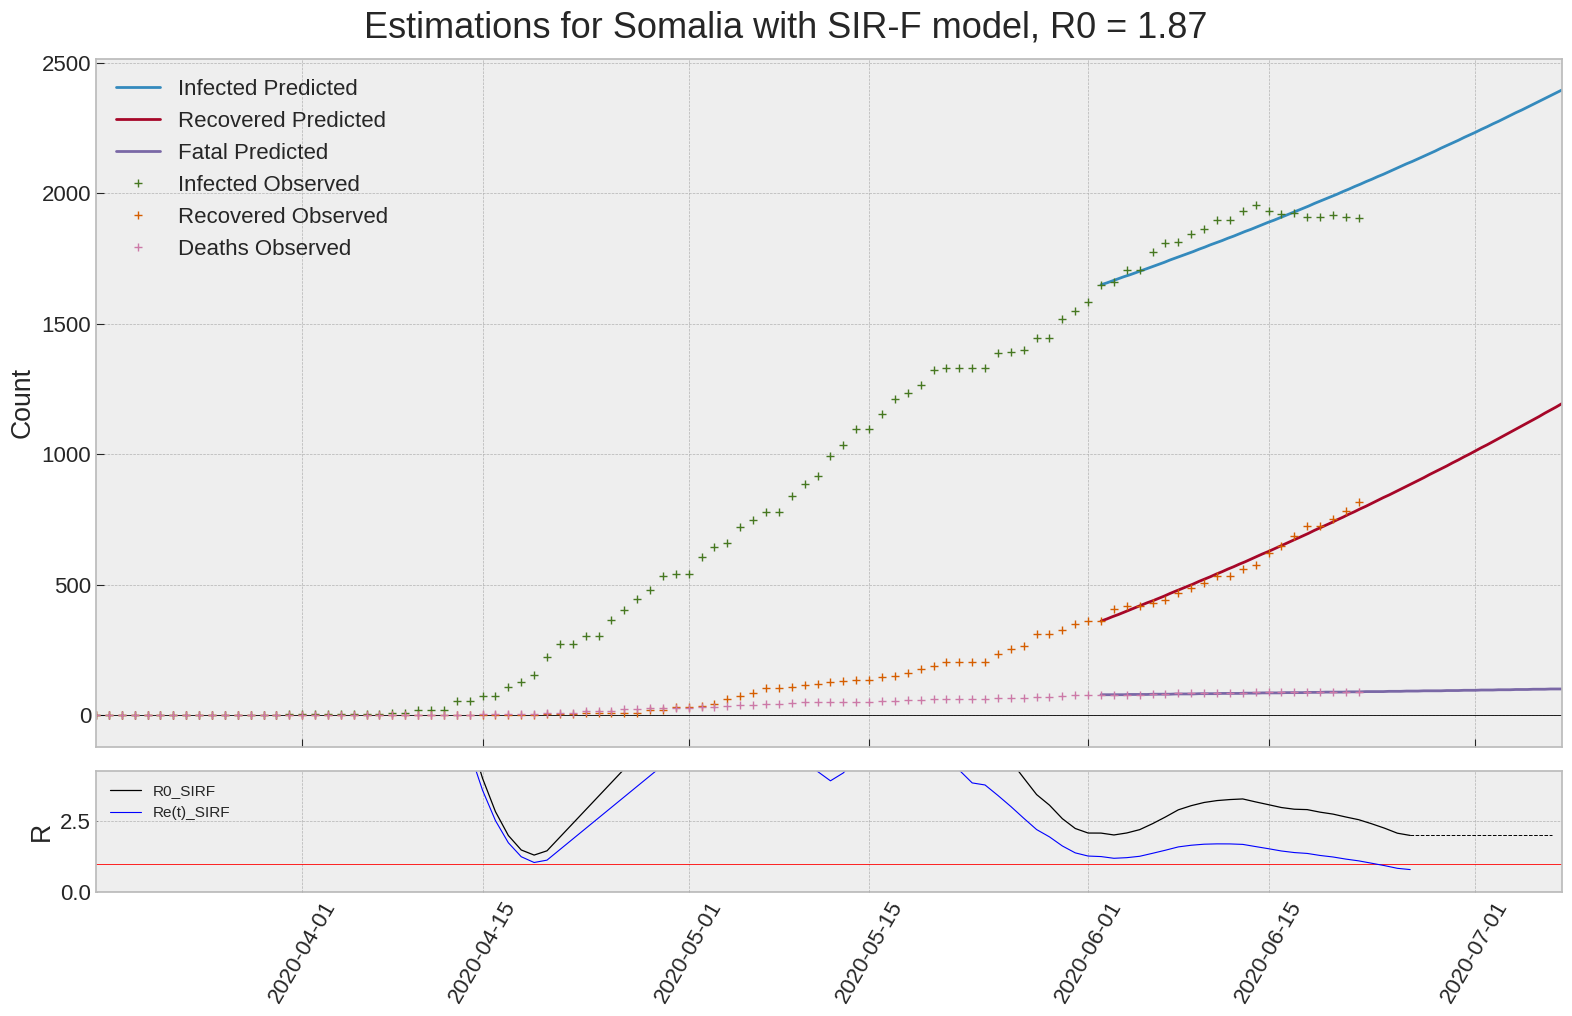 Estimations for Somalia with SIR-F model, R0 = 1.87
2500
2000
1500
1000
500
0
Count
Infected Predicted
Recovered Predicted
Fatal Predicted
Infected Observed
Recovered Observed
Deaths Observed
R0_SIRF
Re(t)_SIRF
2.5
0.0
R
2020-04-01
2020-04-15
2020-05-01
2020-05-15
2020-06-01
2020-06-15
2020-07-01